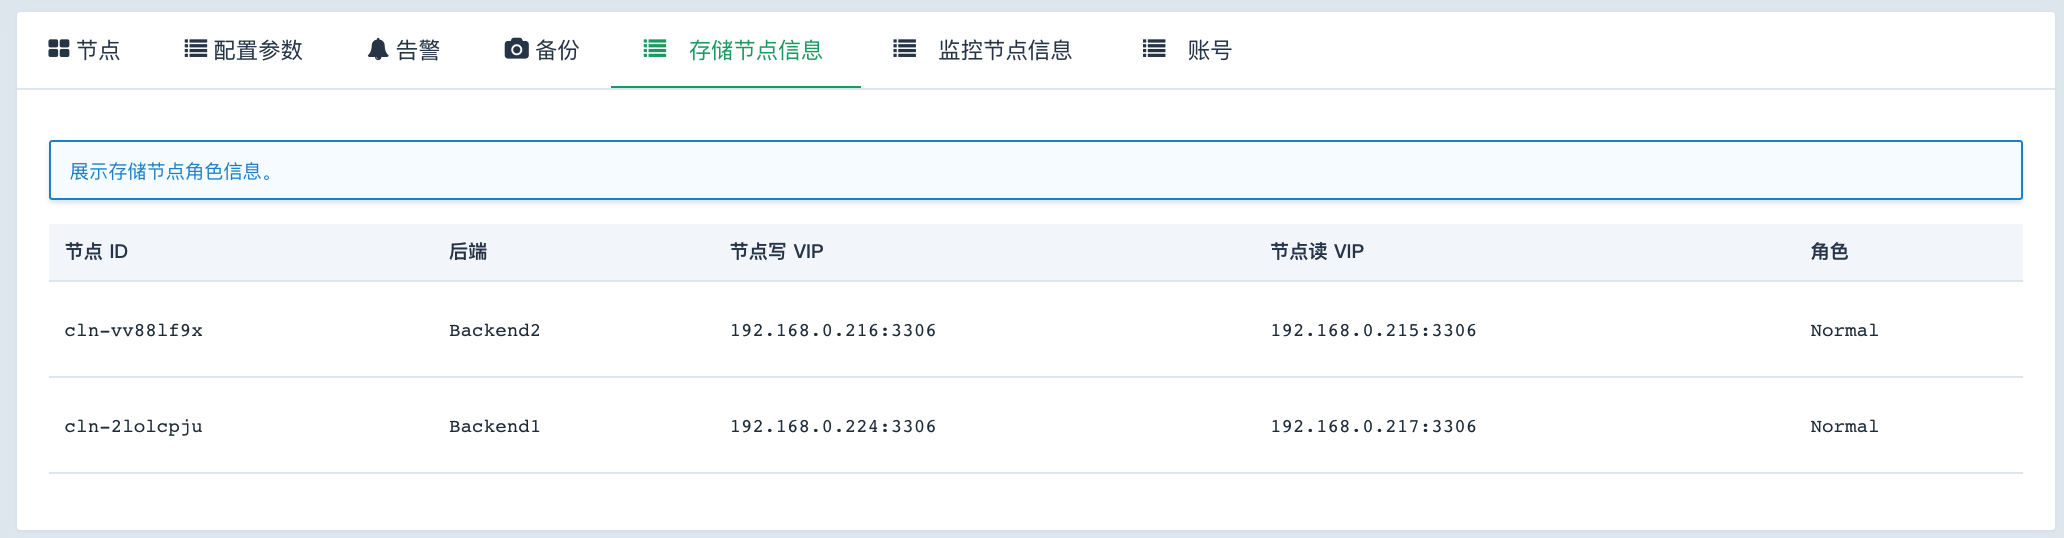 节点 配置参数 告警 备份 存储节点信息 监控节点信息 账号
展示存储节点角色信息。
节点 ID 后端 节点写 VIP 节点读 VIP 角色
cln-vv88lf9x Backend2 192.168.0.216:3306 192.168.0.215:3306 Normal
cln-2lolcpju Backend1 192.168.0.224:3306 192.168.0.217:3306 Normal